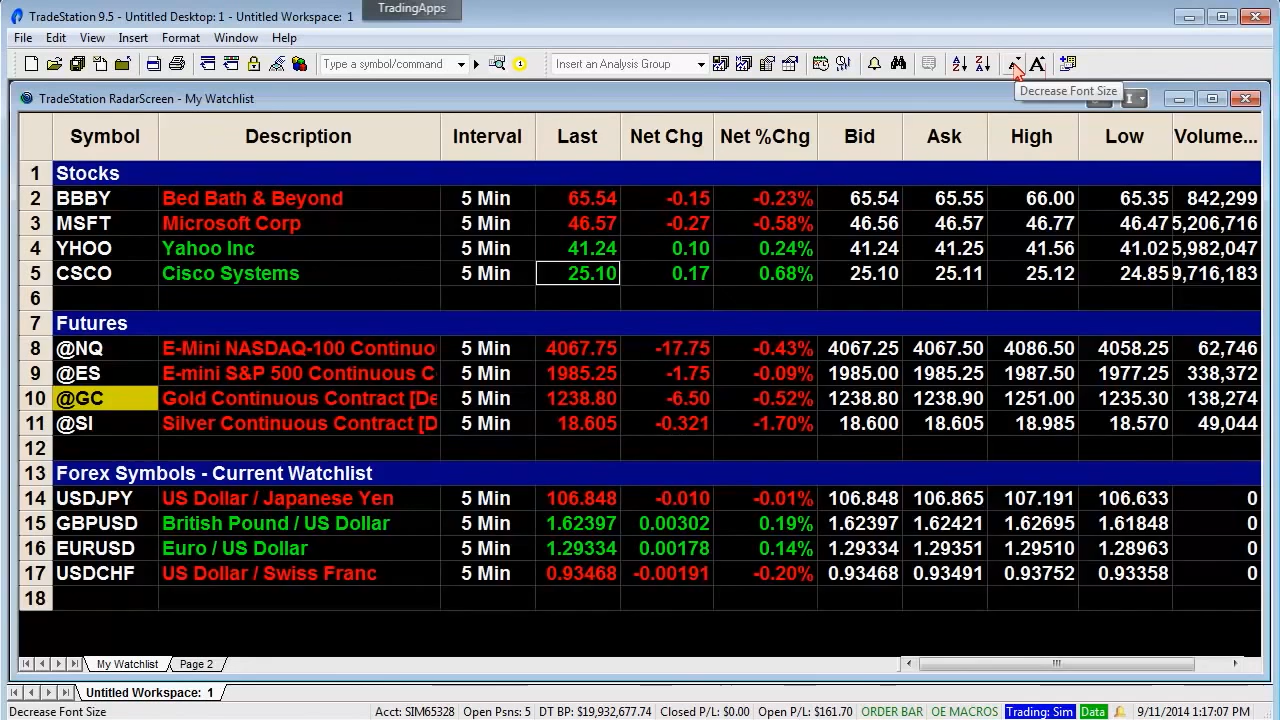 TradeStation 9.5 - Untitled Desktop: 1 - Untitled Workspace: 1
TradingApps
File Edit View Insert Format Window Help
Type a symbol/command
Insert an Analysis Group
Decrease Font Size
TradeStation RadarScreen - My Watchlist
Symbol Description Interval Last Net Chg Net %Chg Bid Ask High Low Volume...
1 Stocks
2 BBBY Bed Bath & Beyond 5 Min 65.54 -0.15 -0.23% 65.54 65.55 66.00 65.35 842,299
3 MSFT Microsoft Corp 5 Min 46.57 -0.27 -0.58% 46.56 46.57 46.77 46.47 5,206,716
4 YHOO Yahoo Inc 5 Min 41.24 0.10 0.24% 41.24 41.25 41.56 41.02 5,982,047
5 CSCO Cisco Systems 5 Min 25.10 0.17 0.68% 25.10 25.11 25.12 24.85 9,716,183
6
7 Futures
8 @NQ E-Mini NASDAQ-100 Continuo 5 Min 4067.75 -17.75 -0.43% 4067.25 4067.50 4086.50 4058.25 62,746
9 @ES E-mini S&P 500 Continuous C 5 Min 1985.25 -1.75 -0.09% 1985.00 1985.25 1987.50 1977.25 338,372
10 @GC Gold Continuous Contract [De 5 Min 1238.80 -6.50 -0.52% 1238.80 1238.90 1251.00 1235.30 138,274
11 @SI Silver Continuous Contract [D 5 Min 18.605 -0.321 -1.70% 18.600 18.605 18.985 18.570 49,044
12
13 Forex Symbols - Current Watchlist
14 USDJPY US Dollar / Japanese Yen 5 Min 106.848 -0.010 -0.01% 106.848 106.865 107.191 106.633 0
15 GBPUSD British Pound / US Dollar 5 Min 1.62397 0.00302 0.19% 1.62397 1.62421 1.62695 1.61848 0
16 EURUSD Euro / US Dollar 5 Min 1.29334 0.00178 0.14% 1.29334 1.29351 1.29510 1.28963 0
17 USDCHF US Dollar / Swiss Franc 5 Min 0.93468 -0.00191 -0.20% 0.93468 0.93491 0.93752 0.93358 0
18
My Watchlist Page 2
Untitled Workspace: 1
Decrease Font Size Acct: SIM65328 Open Psns: 5 DT BP: $19,932,677.74 Closed P/L: $0.00 Open P/L: $161.70 ORDER BAR OE MACROS Trading: Sim Data 9/11/2014 1:17:07 PM